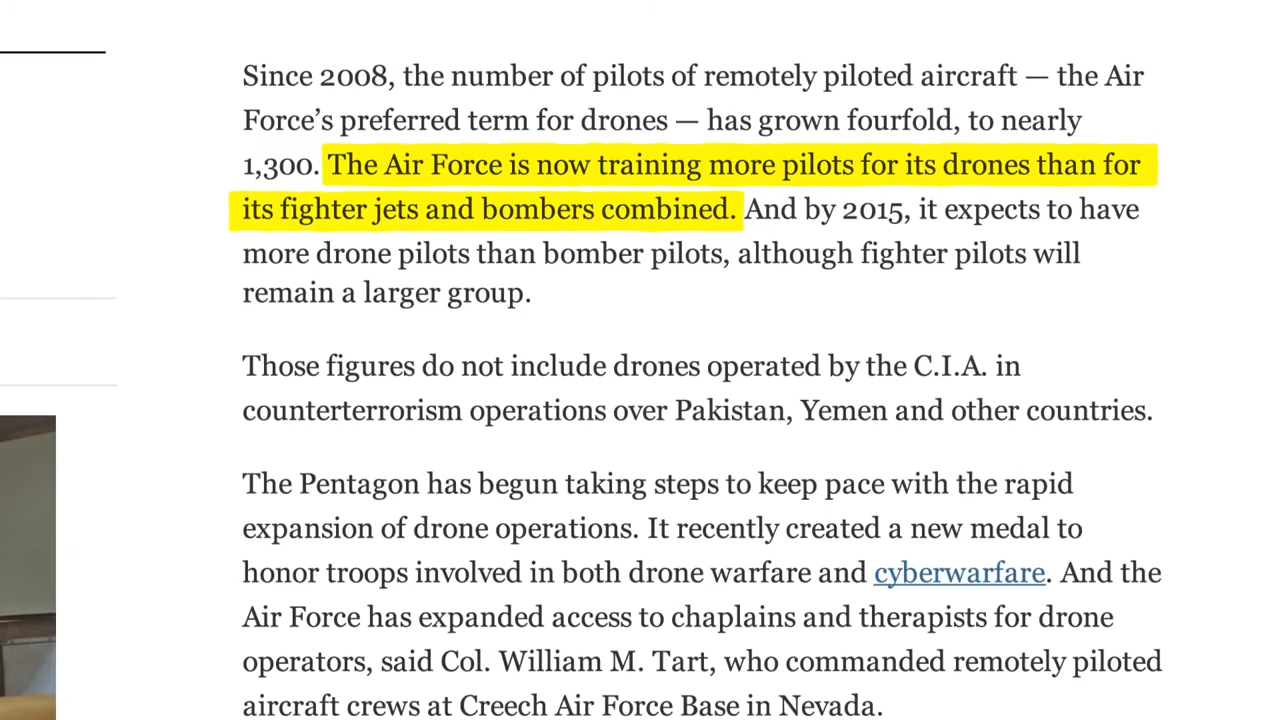 Since 2008, the number of pilots of remotely piloted aircraft — the Air
Force’s preferred term for drones — has grown fourfold, to nearly
1,300. The Air Force is now training more pilots for its drones than for
its fighter jets and bombers combined. And by 2015, it expects to have
more drone pilots than bomber pilots, although fighter pilots will
remain a larger group.
Those figures do not include drones operated by the C.I.A. in
counterterrorism operations over Pakistan, Yemen and other countries.
The Pentagon has begun taking steps to keep pace with the rapid
expansion of drone operations. It recently created a new medal to
honor troops involved in both drone warfare and cyberwarfare. And the
Air Force has expanded access to chaplains and therapists for drone
operators, said Col. William M. Tart, who commanded remotely piloted
aircraft crews at Creech Air Force Base in Nevada.